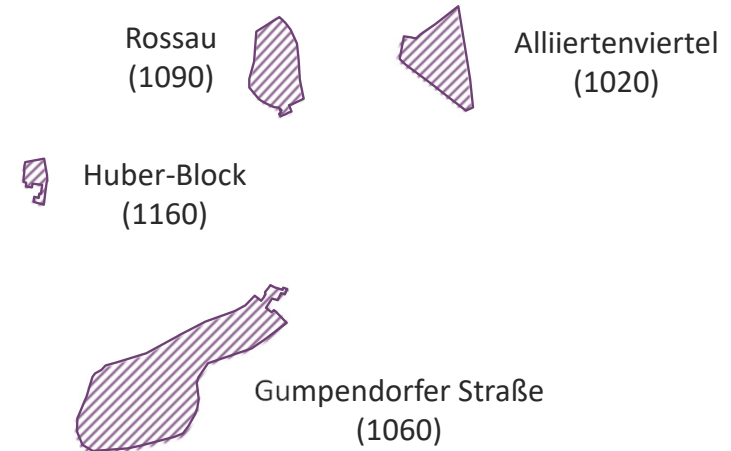 Rossau
(1090)
Alliiertenviertel
(1020)
Huber-Block
(1160)
Gumpendorfer Straße
(1060)